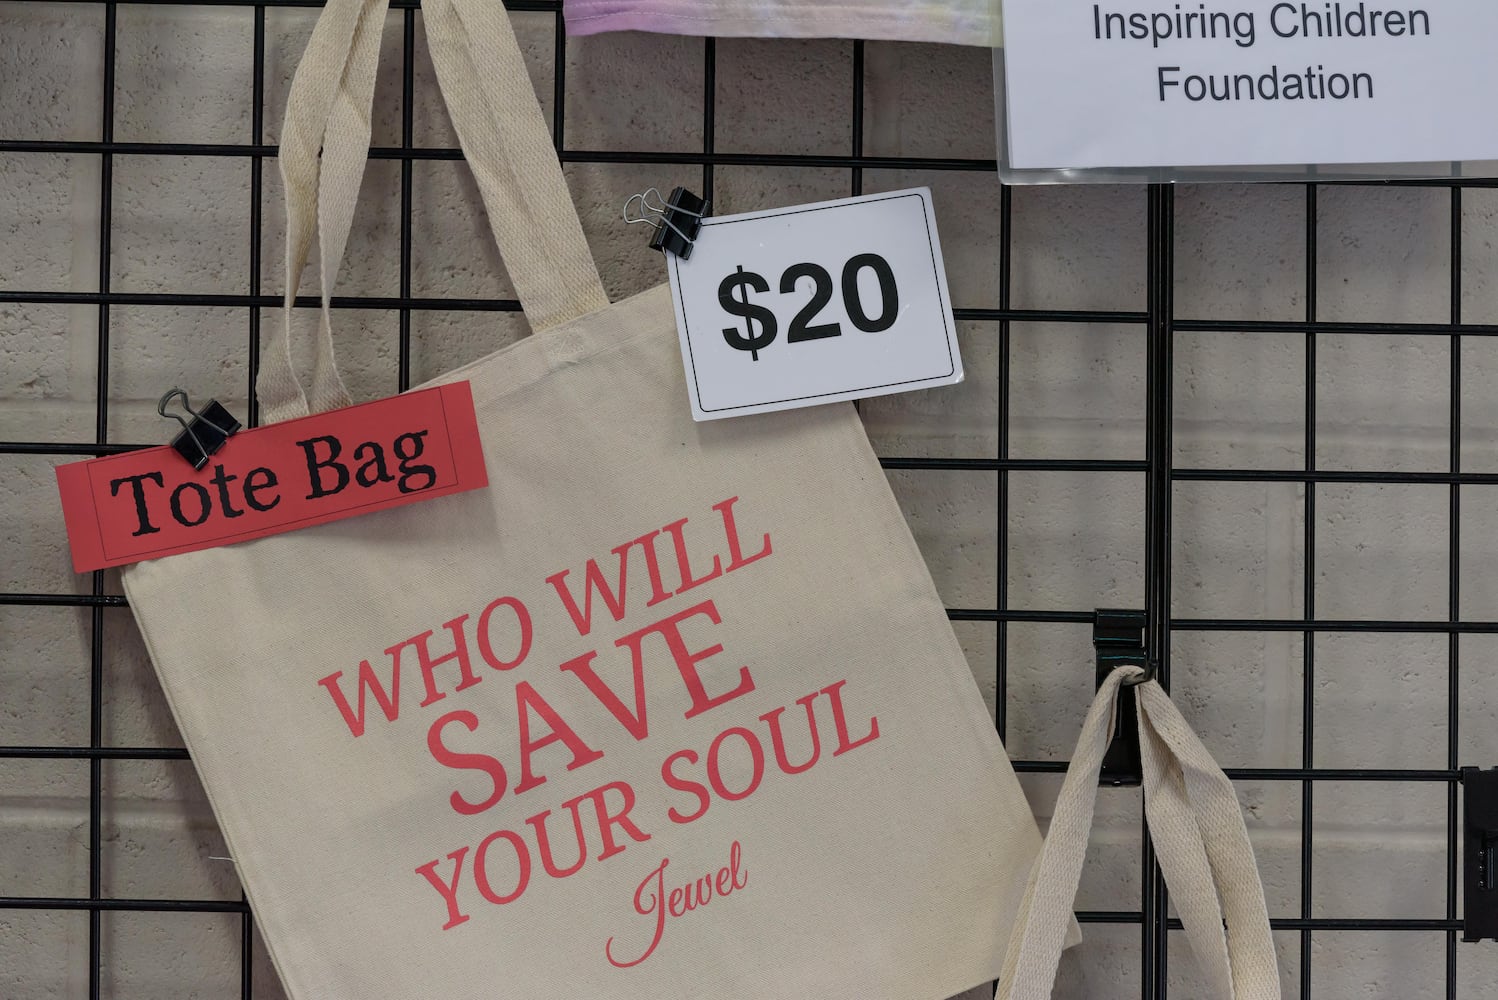 Inspiring Children
Foundation
$20
Tote Bag
WHO WILL
SAVE
YOUR SOUL
Jewel